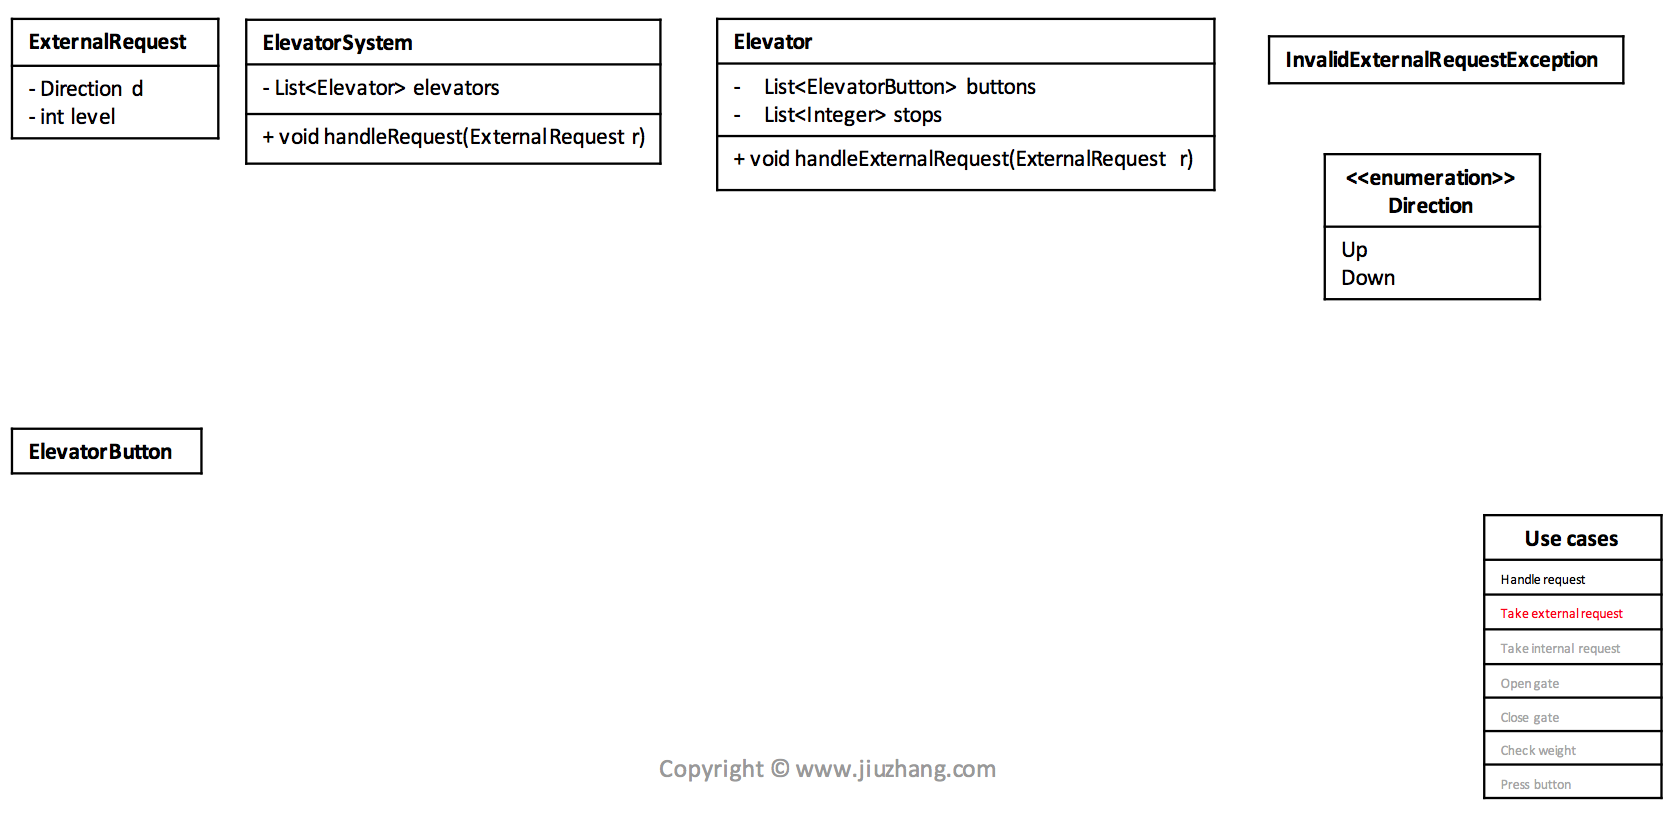 ExternalRequest
- Direction d
- int level
ElevatorSystem
- List<Elevator> elevators
+ void handleRequest(ExternalRequest r)
Elevator
- List<ElevatorButton> buttons
- List<Integer> stops
+ void handleExternalRequest(ExternalRequest r)
InvalidExternalRequestException
<<enumeration>>
Direction
Up
Down
ElevatorButton
Use cases
Handle request
Take external request
Take internal request
Open gate
Close gate
Check weight
Press button
Copyright © www.jiuzhang.com